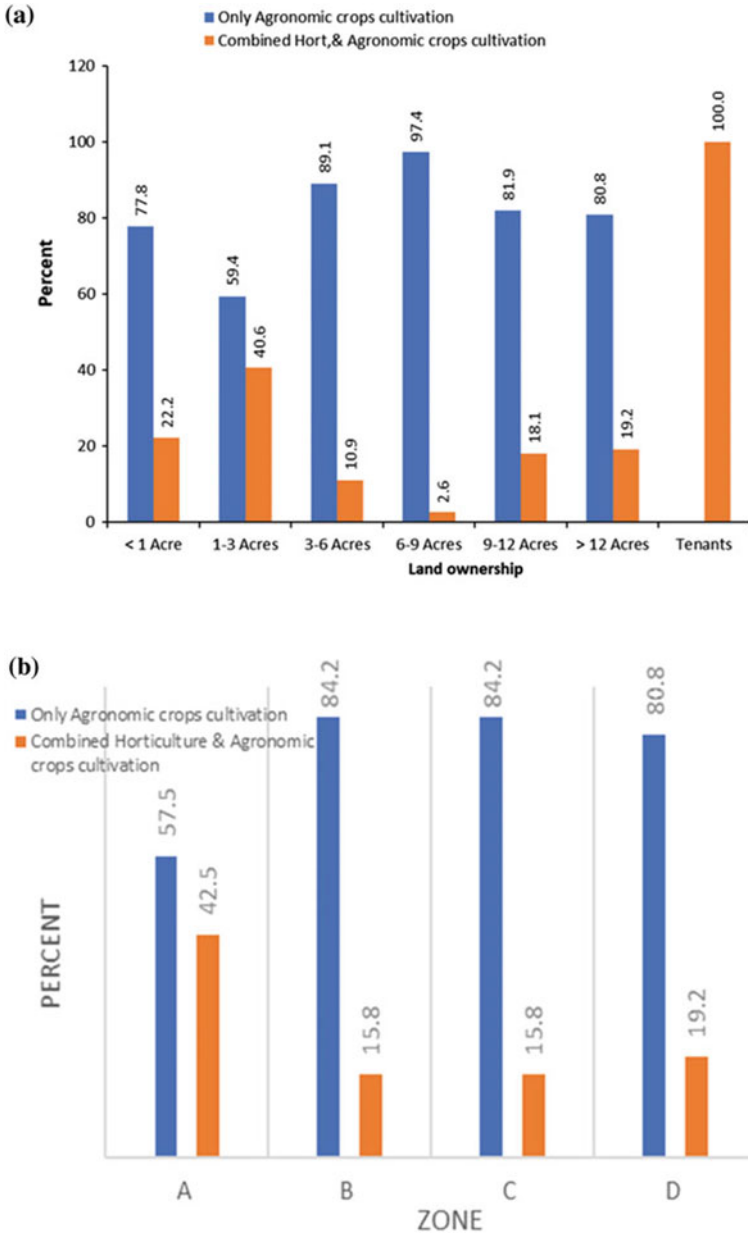 (a)
Only Agronomic crops cultivation
Combined Hort,& Agronomic crops cultivation
120
100
80
60
40
20
0
Percent
77.8
22.2
59.4
40.6
89.1
10.9
97.4
2.6
81.9
18.1
80.8
19.2
100.0
< 1 Acre
1-3 Acres
3-6 Acres
6-9 Acres
9-12 Acres
> 12 Acres
Tenants
Land ownership
(b)
Only Agronomic crops cultivation
Combined Horticulture & Agronomic
crops cultivation
PERCENT
57.5
42.5
84.2
15.8
84.2
15.8
80.8
19.2
A
B
C
D
ZONE